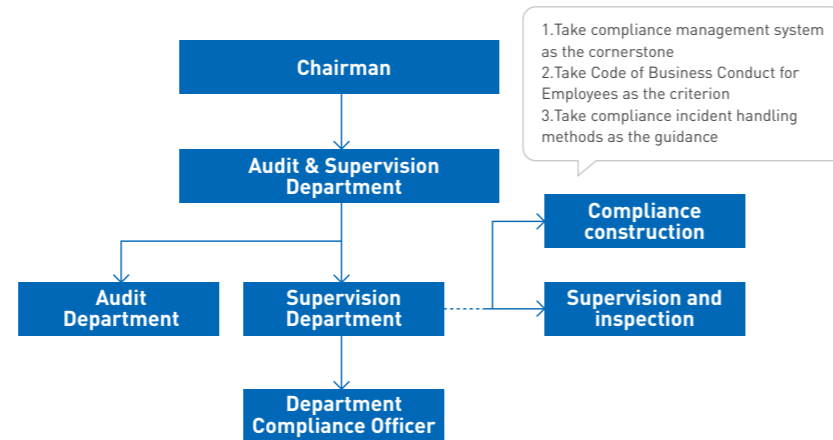 1.Take compliance management system
as the cornerstone
2.Take Code of Business Conduct for
Employees as the criterion
3.Take compliance incident handling
methods as the guidance
Chairman
Audit & Supervision
Department
Compliance
construction
Audit
Department
Supervision
Department
Supervision and
inspection
Department
Compliance Officer